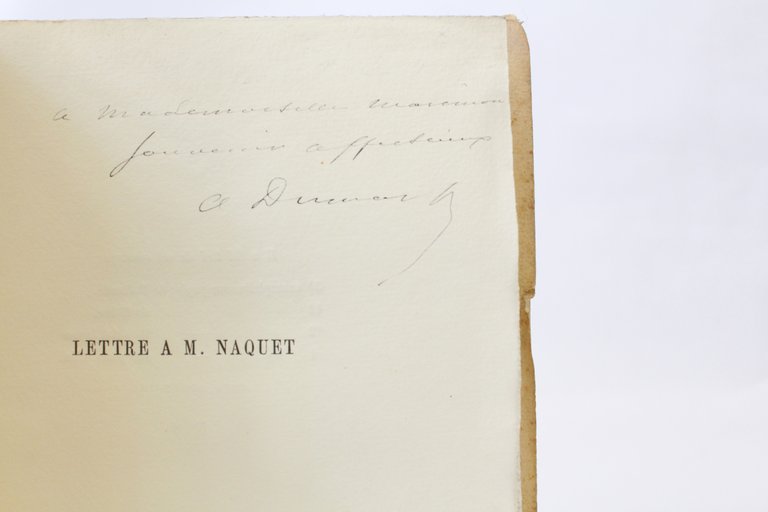 a Mademoiselle
souvenir affectueux
A Dumas f
LETTRE A M. NAQUET